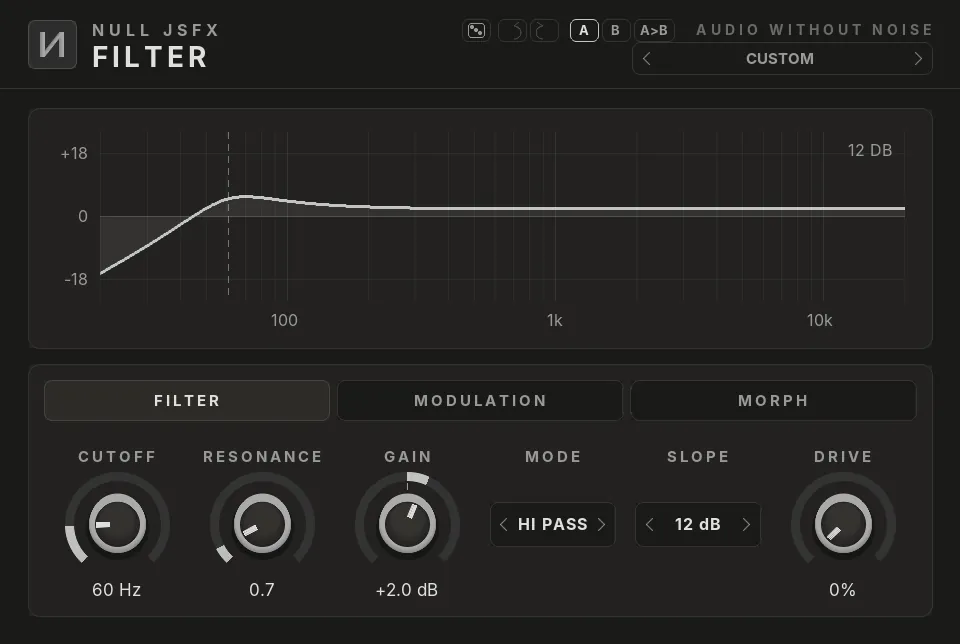 NULL JSFX
FILTER
A B A>B AUDIO WITHOUT NOISE
CUSTOM
+18
12 DB
0
-18
100 1k 10k
FILTER MODULATION MORPH
CUTOFF RESONANCE GAIN MODE SLOPE DRIVE
HI PASS 12 dB
60 Hz 0.7 +2.0 dB 0%